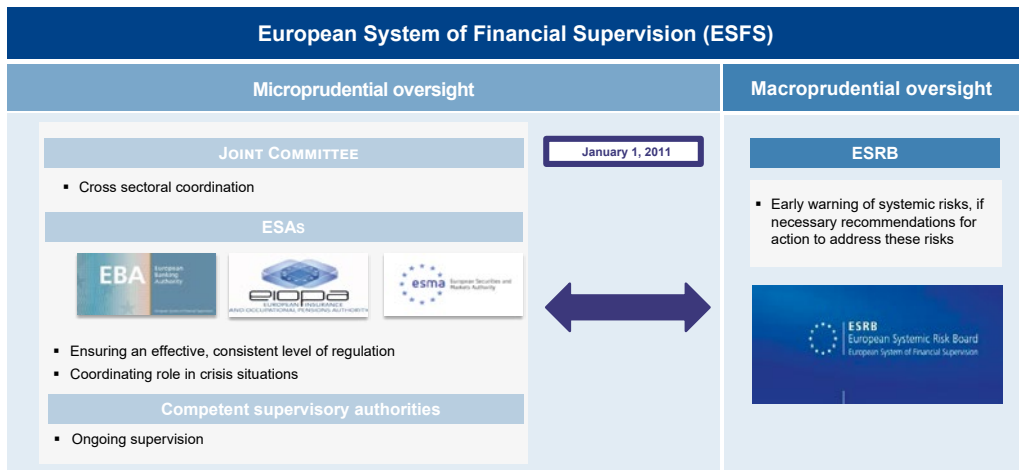 European System of Financial Supervision (ESFS)
Microprudential oversight
Macroprudential oversight
JOINT COMMITTEE
▪ Cross sectoral coordination
ESAs
EBA European
Banking
Authority
eiopa
EUROPEAN INSURANCE
AND OCCUPATIONAL PENSIONS AUTHORITY
esma European Securities and
Markets Authority
▪ Ensuring an effective, consistent level of regulation
▪ Coordinating role in crisis situations
Competent supervisory authorities
▪ Ongoing supervision
January 1, 2011
ESRB
▪ Early warning of systemic risks, if
necessary recommendations for
action to address these risks
ESRB
European Systemic Risk Board
European System of Financial Supervision